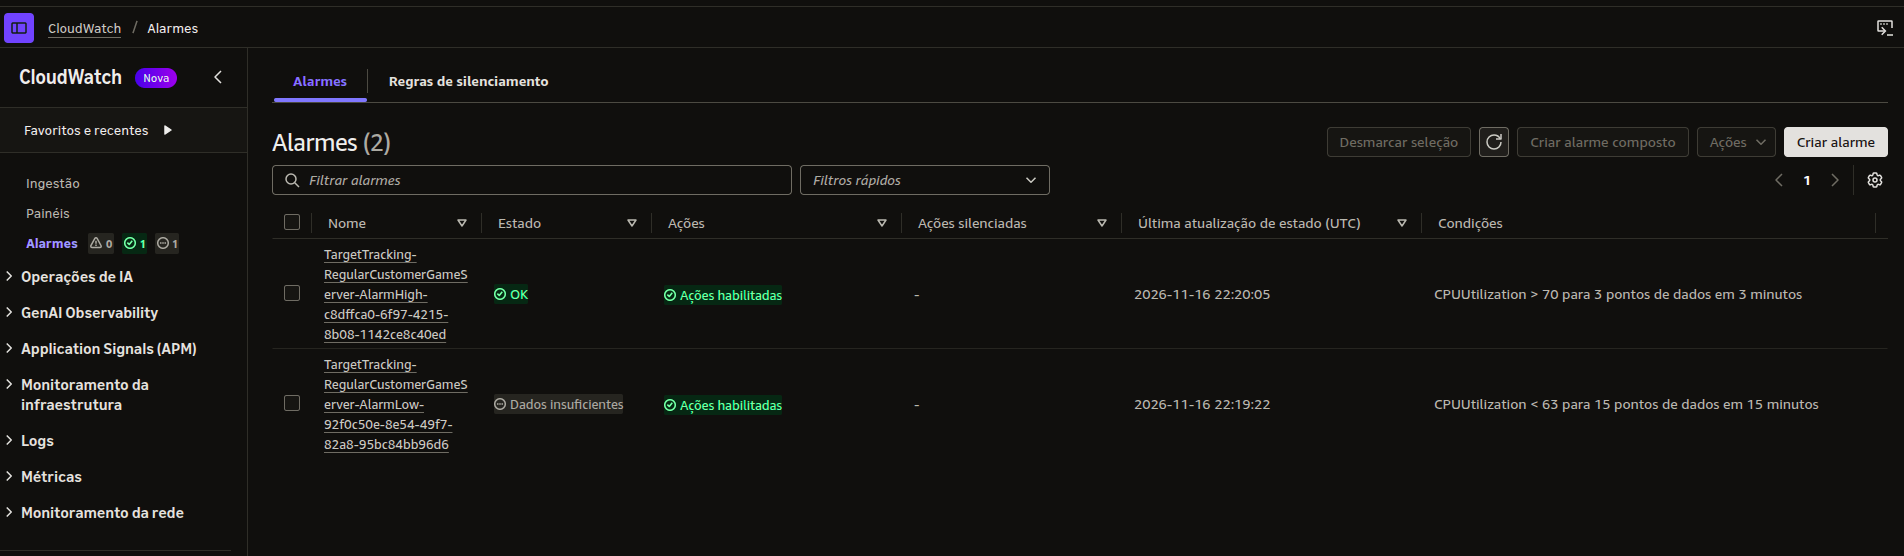 CloudWatch / Alarmes
CloudWatch Nova
Favoritos e recentes
Ingestão
Painéis
Alarmes 0 1 1
Operações de IA
GenAI Observability
Application Signals (APM)
Monitoramento da
infraestrutura
Logs
Métricas
Monitoramento da rede
Alarmes Regras de silenciamento
Alarmes (2)
Desmarcar seleção Criar alarme composto Ações Criar alarme
Filtrar alarmes Filtros rápidos 1
Nome Estado Ações Ações silenciadas Última atualização de estado (UTC) Condições
TargetTracking-
RegularCustomerGameS
erver-AlarmHigh-
c8dffca0-6f97-4215-
8b08-1142ce8c40ed
OK Ações habilitadas - 2026-11-16 22:20:05 CPUUtilization > 70 para 3 pontos de dados em 3 minutos
TargetTracking-
RegularCustomerGameS
erver-AlarmLow-
92f0c50e-8e54-49f7-
82a8-95bc84bb96d6
Dados insuficientes Ações habilitadas - 2026-11-16 22:19:22 CPUUtilization < 63 para 15 pontos de dados em 15 minutos